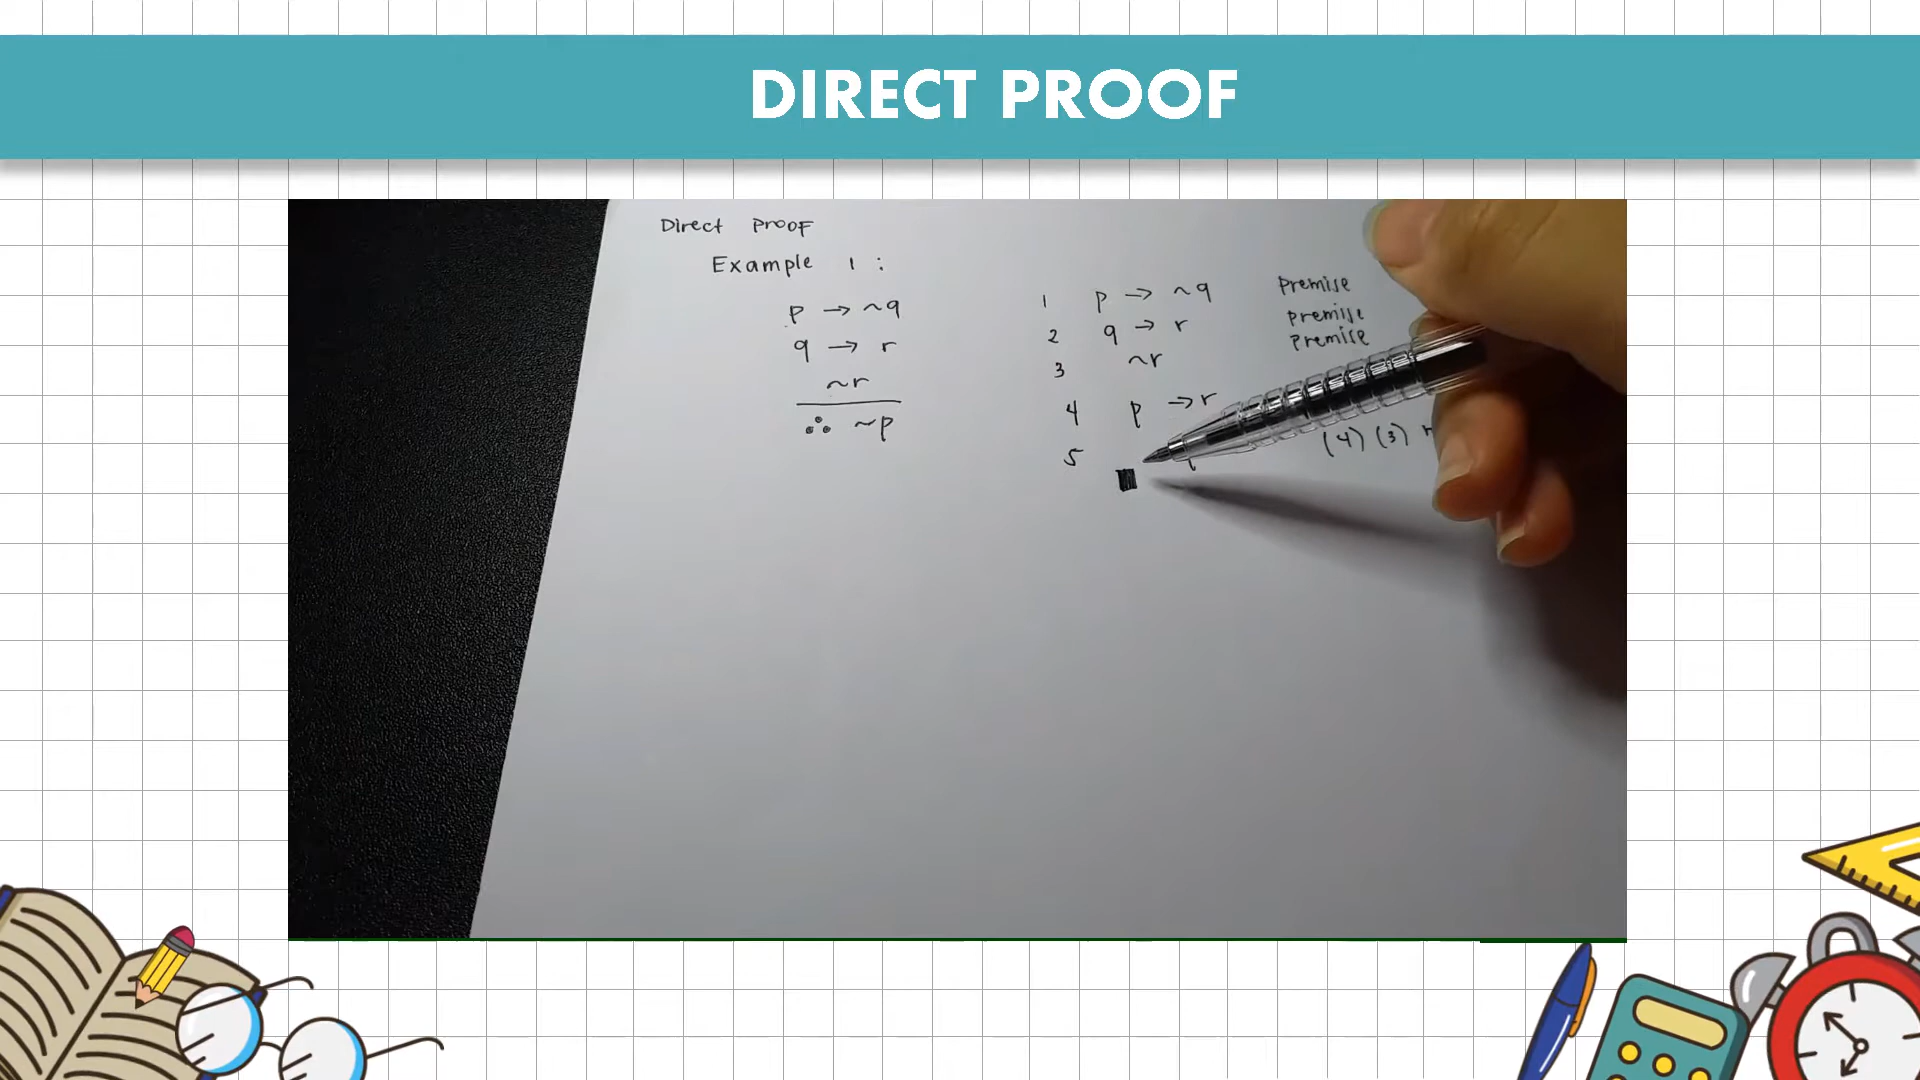 DIRECT PROOF
Direct Proof
Example 1 :
p → ~q
q → r
~r
∴ ~p
1 p → ~q premise
2 q → r premise
3 ~r premise
4 p → r
5 (4) (3)